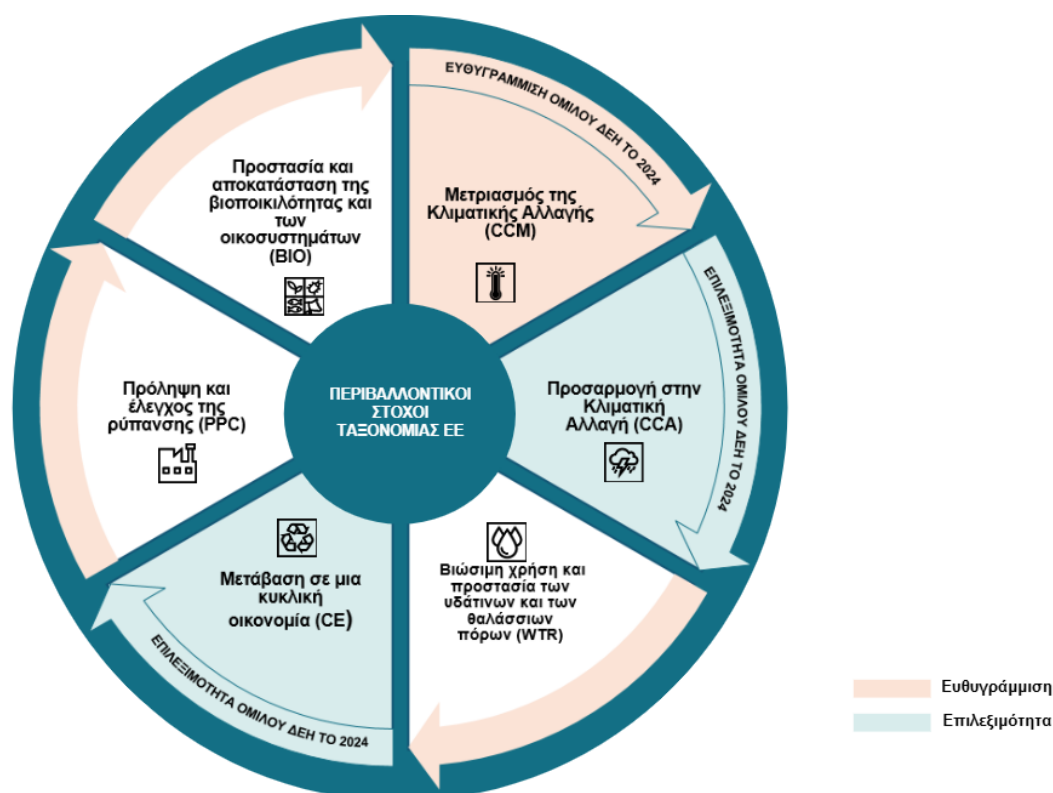 ΕΥΘΥΓΡΑΜΜΙΣΗ ΟΜΙΛΟΥ ΔΕΗ ΤΟ 2024
Μετριασμός της
Κλιματικής Αλλαγής
(CCM)
ΕΠΙΛΕΞΙΜΟΤΗΤΑ ΟΜΙΛΟΥ ΔΕΗ ΤΟ 2024
Προσαρμογή στην
Κλιματική
Αλλαγή (CCA)
Βιώσιμη χρήση και
προστασία των
υδάτινων και των
θαλάσσιων
πόρων (WTR)
Μετάβαση σε μια
κυκλική
οικονομία (CE)
ΕΠΙΛΕΞΙΜΟΤΗΤΑ ΟΜΙΛΟΥ ΔΕΗ ΤΟ 2024
Πρόληψη και
έλεγχος της
ρύπανσης (PPC)
Προστασία και
αποκατάσταση της
βιοποικιλότητας και
των
οικοσυστημάτων
(BIO)
ΠΕΡΙΒΑΛΛΟΝΤΙΚΟΙ
ΣΤΟΧΟΙ
ΤΑΞΟΝΟΜΙΑΣ ΕΕ
Ευθυγράμμιση
Επιλεξιμότητα